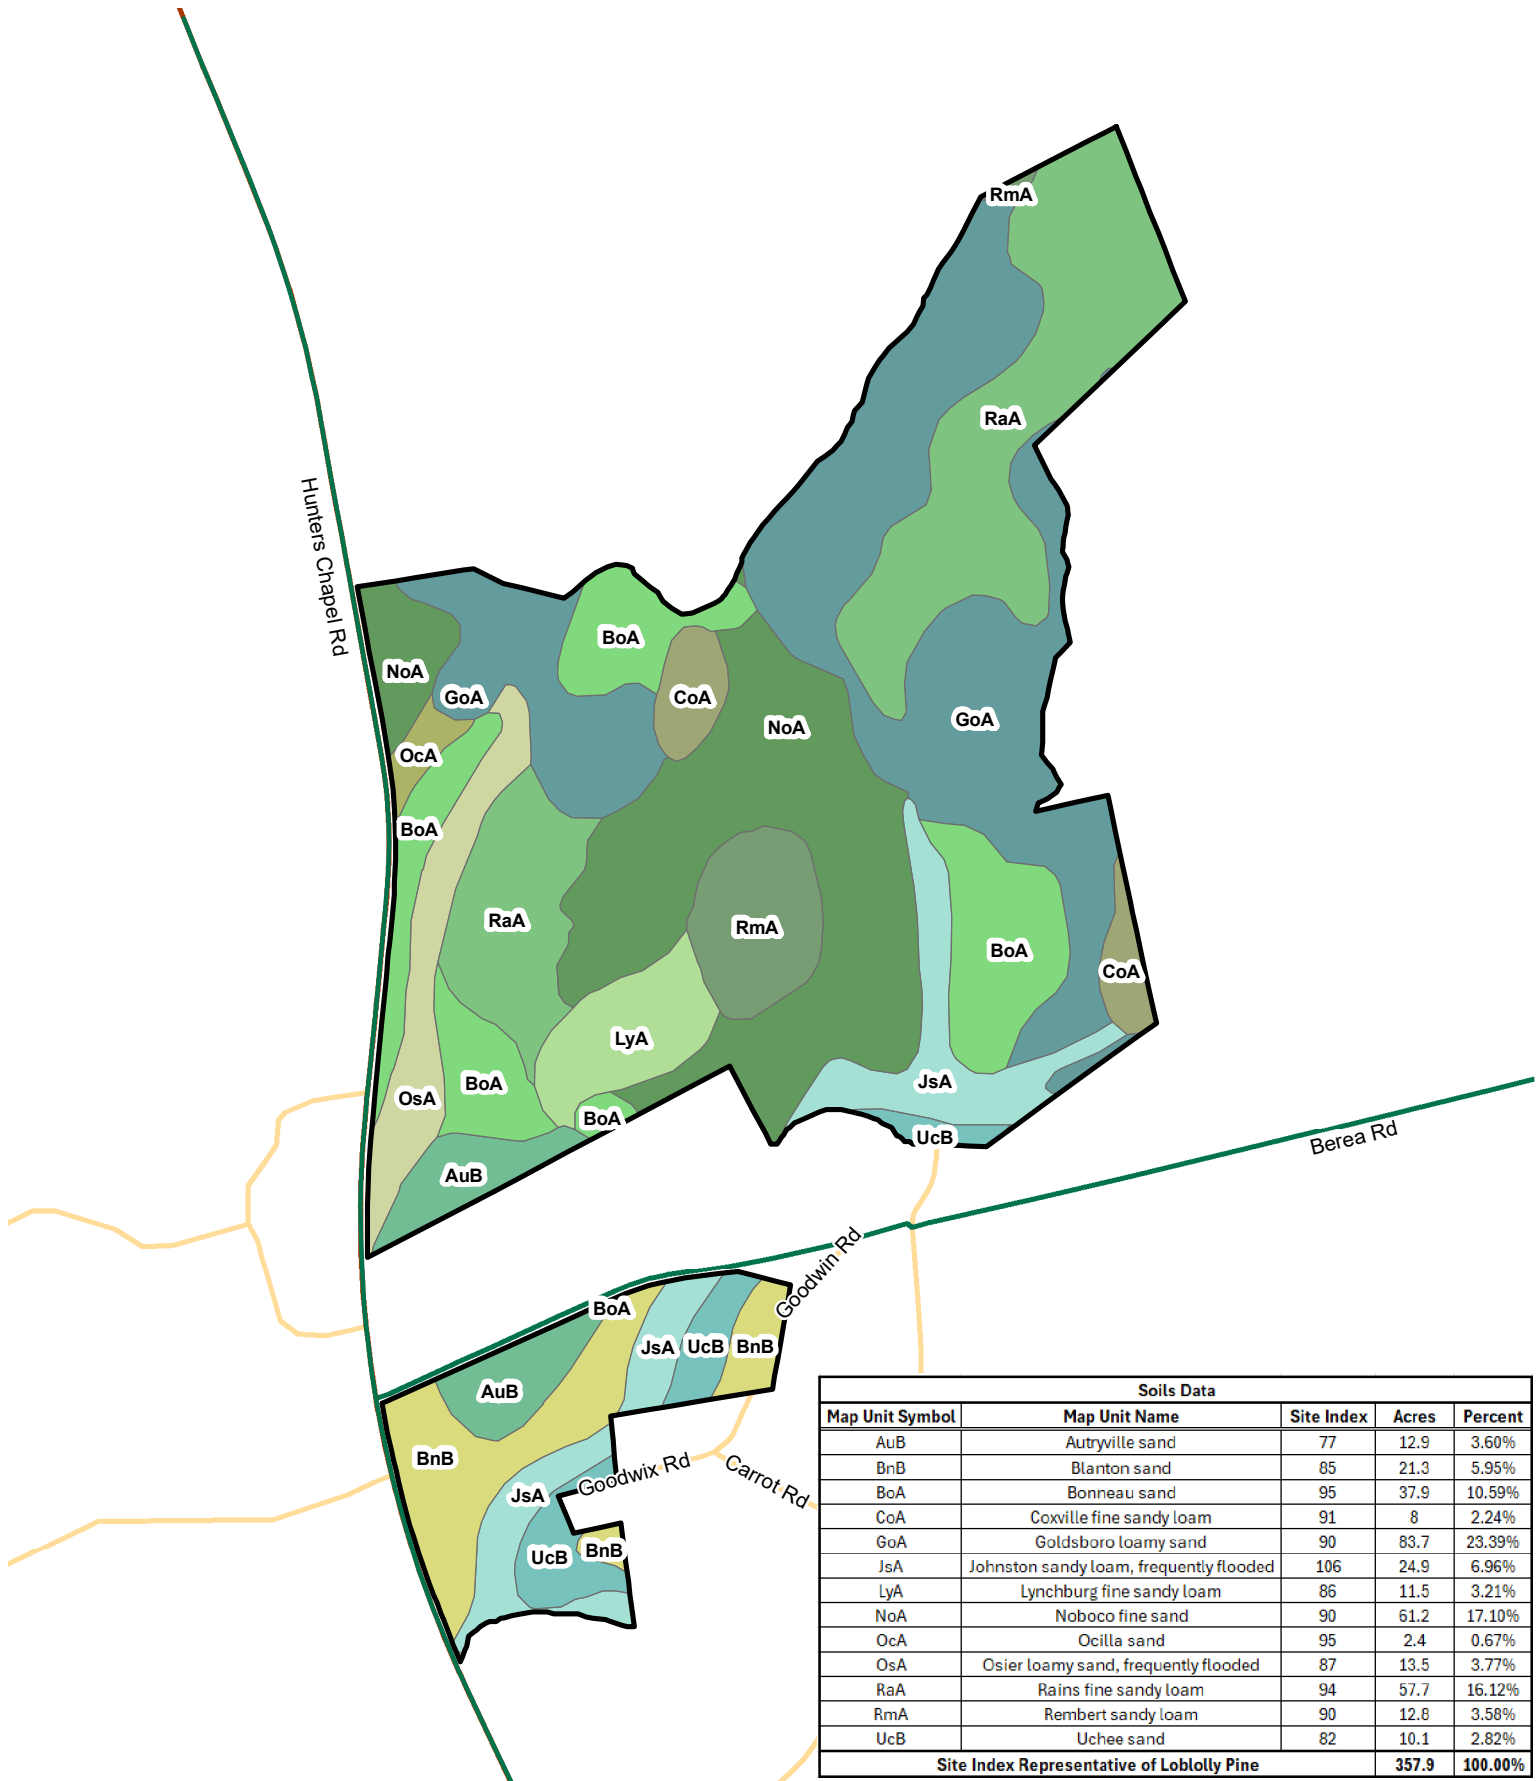 RmA
RaA
Hunters Chapel Rd
BoA
NoA
GoA
CoA
GoA
NoA
OcA
BoA
RaA
RmA
BoA
CoA
LyA
JsA
BoA
OsA
BoA
UcB
Berea Rd
AuB
Goodwin Rd
BoA
JsA
UcB
BnB
AuB
BnB
Goodwix Rd
Carrot Rd
JsA
UcB
BnB
Soils Data
Map Unit Symbol Map Unit Name Site Index Acres Percent
AuB Autryville sand 77 12.9 3.60%
BnB Blanton sand 85 21.3 5.95%
BoA Bonneau sand 95 37.9 10.59%
CoA Coxville fine sandy loam 91 8 2.24%
GoA Goldsboro loamy sand 90 83.7 23.39%
JsA Johnston sandy loam, frequently flooded 106 24.9 6.96%
LyA Lynchburg fine sandy loam 86 11.5 3.21%
NoA Noboco fine sand 90 61.2 17.10%
OcA Ocilla sand 95 2.4 0.67%
OsA Osier loamy sand, frequently flooded 87 13.5 3.77%
RaA Rains fine sandy loam 94 57.7 16.12%
RmA Rembert sandy loam 90 12.8 3.58%
UcB Uchee sand 82 10.1 2.82%
Site Index Representative of Loblolly Pine 357.9 100.00%